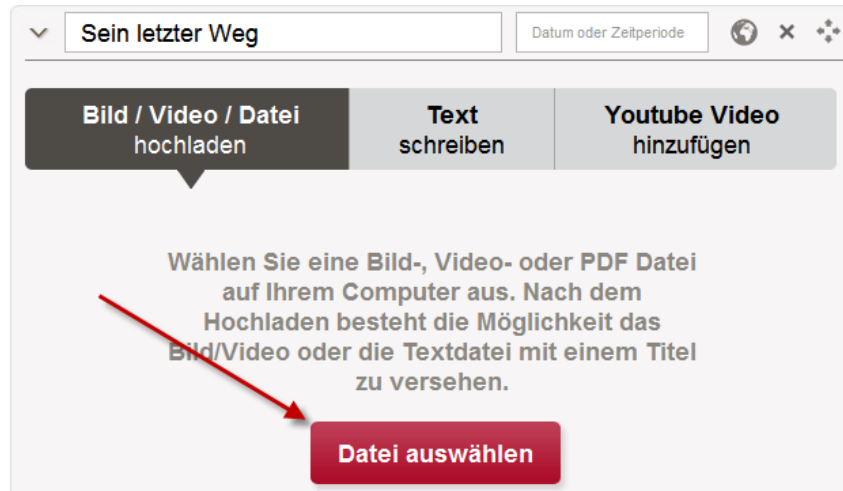 Sein letzter Weg
Datum oder Zeitperiode
Bild / Video / Datei
hochladen
Text
schreiben
Youtube Video
hinzufügen
Wählen Sie eine Bild-, Video- oder PDF Datei
auf Ihrem Computer aus. Nach dem
Hochladen besteht die Möglichkeit das
Bild/Video oder die Textdatei mit einem Titel
zu versehen.
Datei auswählen